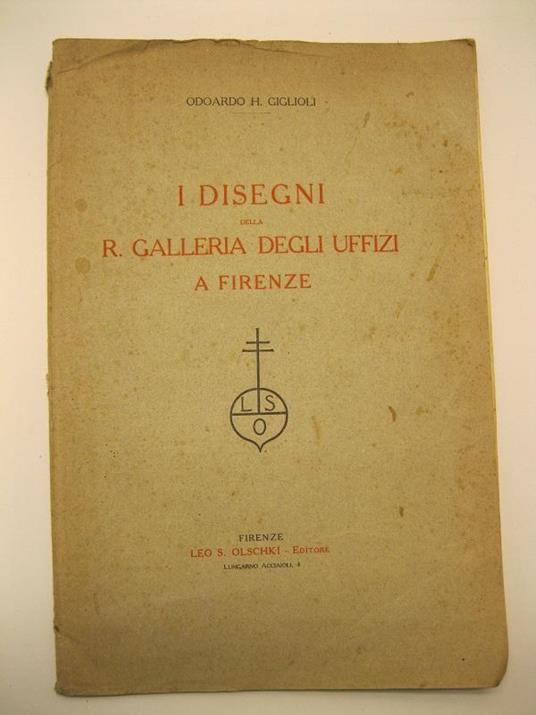 ODOARDO H. GIGLIOLI
I DISEGNI
DELLA
R. GALLERIA DEGLI UFFIZI
A FIRENZE
L S
O
FIRENZE
LEO S. OLSCHKI - EDITORE
LUNGARNO ACCIAIOLI, 4